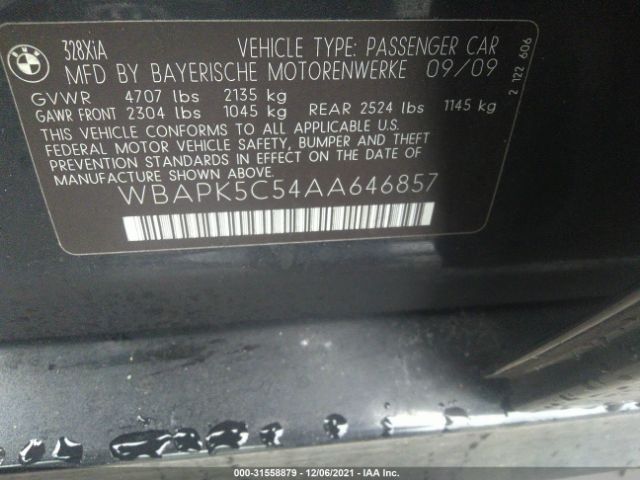 BMW
328XiA VEHICLE TYPE: PASSENGER CAR
MFD BY BAYERISCHE MOTORENWERKE 09/09
GVWR 4707 lbs 2135 kg
GAWR FRONT 2304 lbs 1045 kg REAR 2524 lbs 1145 kg
THIS VEHICLE CONFORMS TO ALL APPLICABLE U.S.
FEDERAL MOTOR VEHICLE SAFETY, BUMPER AND THEFT
PREVENTION STANDARDS IN EFFECT ON THE DATE OF
MANUFACTURE SHOWN ABOVE.
WBAPK5C54AA646857
2 122 606
000-31558879 • 12/06/2021 • IAA Inc.